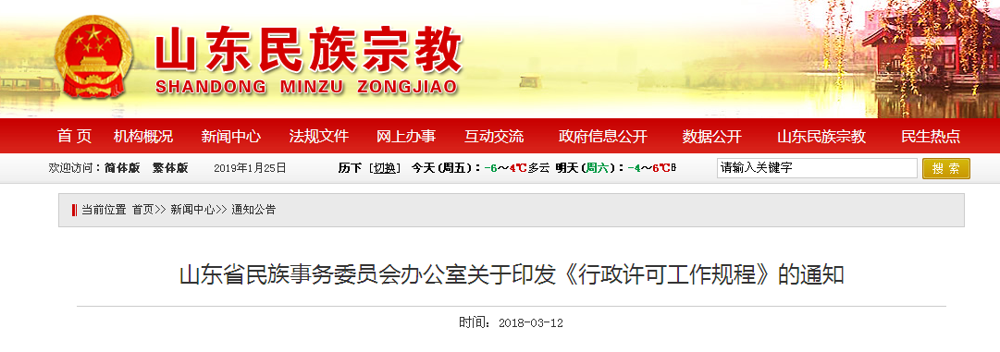 山东民族宗教
SHANDONG MINZU ZONGJIAO
首 页 机构概况 新闻中心 法规文件 网上办事 互动交流 政府信息公开 数据公开 山东民族宗教 民生热点
欢迎访问：简体版 繁体版 2019年1月25日 历下 [切换] 今天(周五)：-6～4℃多云 明天(周六)：-4～6℃ 请输入关键字 搜 索
当前位置 首页>> 新闻中心>> 通知公告
山东省民族事务委员会办公室关于印发《行政许可工作规程》的通知
时间：2018-03-12